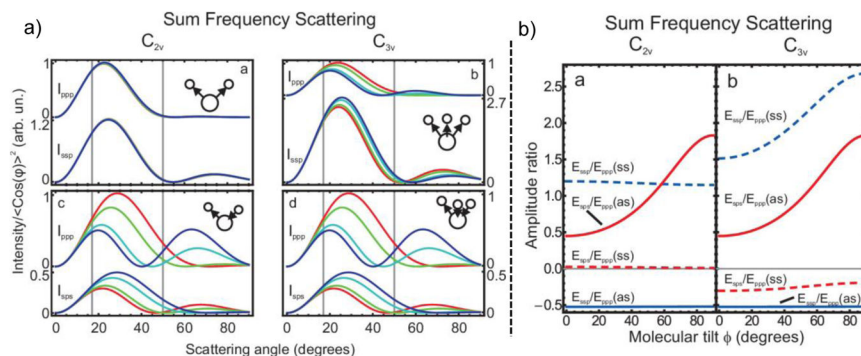 a)
Sum Frequency Scattering
C2v
C3v
Intensity/<Cos(φ)>² (arb. un.)
1
a
Ippp
0
1.2
Issp
0
b
1
Ippp
0
2.7
Issp
0
c
1
Ippp
0
0.5
Isps
0
d
1
Ippp
0
0.5
Isps
0
0 20 40 60 80
0 20 40 60 80
Scattering angle (degrees)
b)
Sum Frequency Scattering
C2v
C3v
Amplitude ratio
2.5
2.0
1.5
1.0
0.5
0.0
−0.5
a
Essp/Eppp(ss)
Esps/Eppp(as)
Esps/Eppp(ss)
Essp/Eppp(as)
b
Essp/Eppp(ss)
Esps/Eppp(as)
Esps/Eppp(ss)
Essp/Eppp(as)
0 20 40 60 80 0 20 40 60 80
Molecular tilt ϕ (degrees)